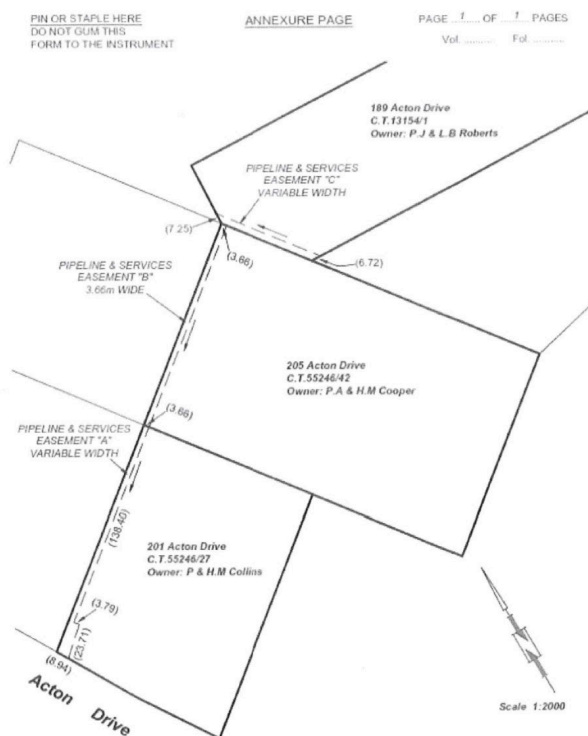 PIN OR STAPLE HERE
DO NOT GUM THIS
FORM TO THE INSTRUMENT
ANNEXURE PAGE
PAGE 1 OF 1 PAGES
Vol. .......... Fol. ..........
189 Acton Drive
C.T.13154/1
Owner: P.J & L.B Roberts
PIPELINE & SERVICES
EASEMENT "C"
VARIABLE WIDTH
(7.25)
(3.66)
(6.72)
PIPELINE & SERVICES
EASEMENT "B"
3.66m WIDE
205 Acton Drive
C.T.55246/42
Owner: P.A & H.M Cooper
(3.66)
PIPELINE & SERVICES
EASEMENT "A"
VARIABLE WIDTH
(138.40)
201 Acton Drive
C.T.55246/27
Owner: P & H.M Collins
(3.79)
(23.71)
(8.94)
Acton Drive
Scale 1:2000